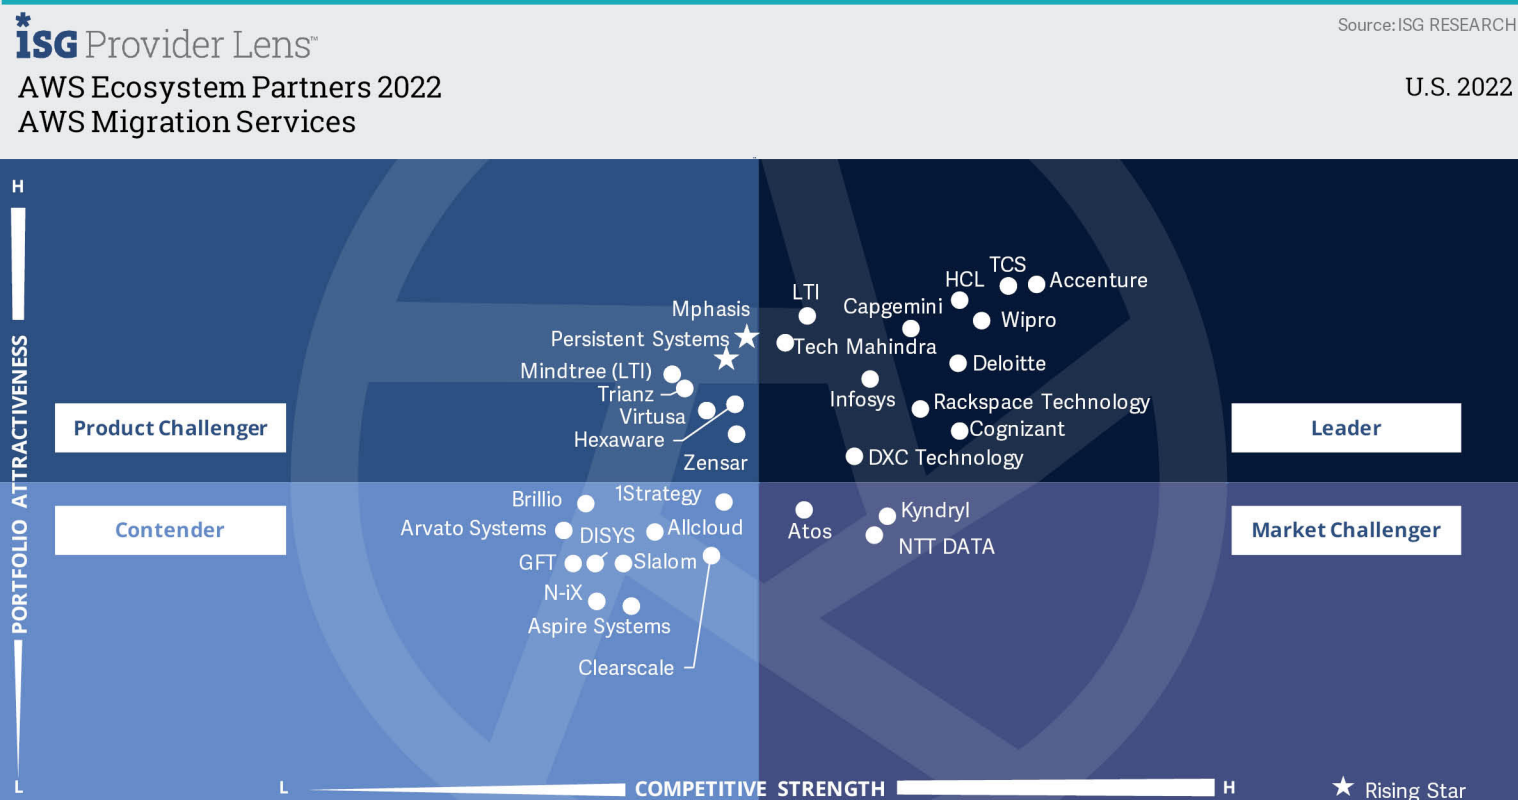 ISG Provider Lens™
Source: ISG RESEARCH
AWS Ecosystem Partners 2022
U.S. 2022
AWS Migration Services
H
PORTFOLIO ATTRACTIVENESS
L
Product Challenger
Leader
Contender
Market Challenger
Mphasis
Persistent Systems
Mindtree (LTI)
Trianz
Virtusa
Hexaware
Zensar
LTI
Capgemini
HCL
TCS
Accenture
Wipro
Tech Mahindra
Deloitte
Infosys
Rackspace Technology
Cognizant
DXC Technology
Brillio
1Strategy
Arvato Systems
DISYS
Allcloud
GFT
Slalom
N-iX
Aspire Systems
Clearscale
Atos
Kyndryl
NTT DATA
L
COMPETITIVE STRENGTH
H
Rising Star